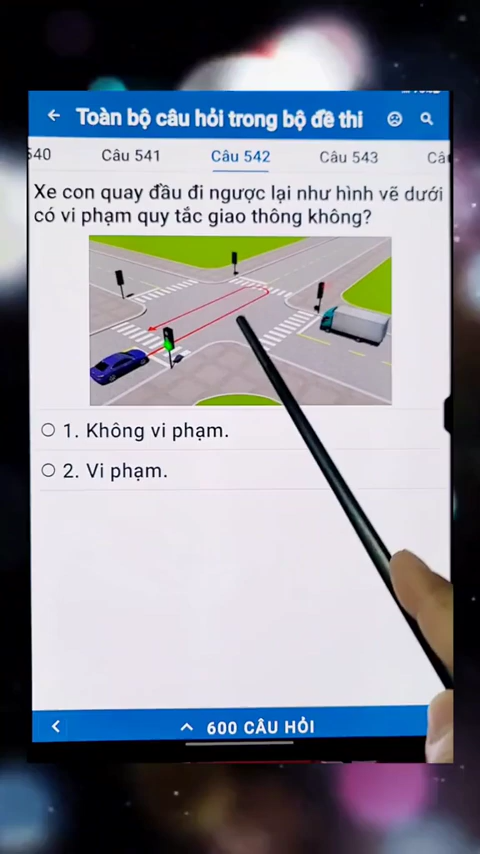 Toàn bộ câu hỏi trong bộ đề thi
540 Câu 541 Câu 542 Câu 543
Xe con quay đầu đi ngược lại như hình vẽ dưới
có vi phạm quy tắc giao thông không?
1. Không vi phạm.
2. Vi phạm.
600 CÂU HỎI